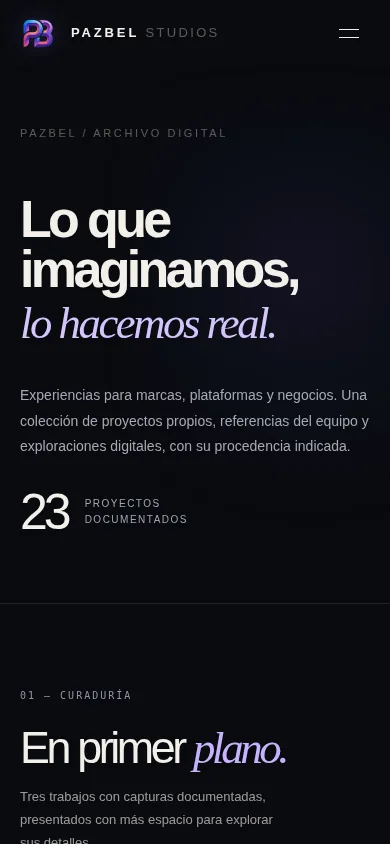 PAZBEL STUDIOS
PAZBEL / ARCHIVO DIGITAL
Lo que
imaginamos,
lo hacemos real.
Experiencias para marcas, plataformas y negocios. Una
colección de proyectos propios, referencias del equipo y
exploraciones digitales, con su procedencia indicada.
23 PROYECTOS
DOCUMENTADOS
01 — CURADURÍA
En primer plano.
Tres trabajos con capturas documentadas,
presentados con más espacio para explorar
sus detalles.